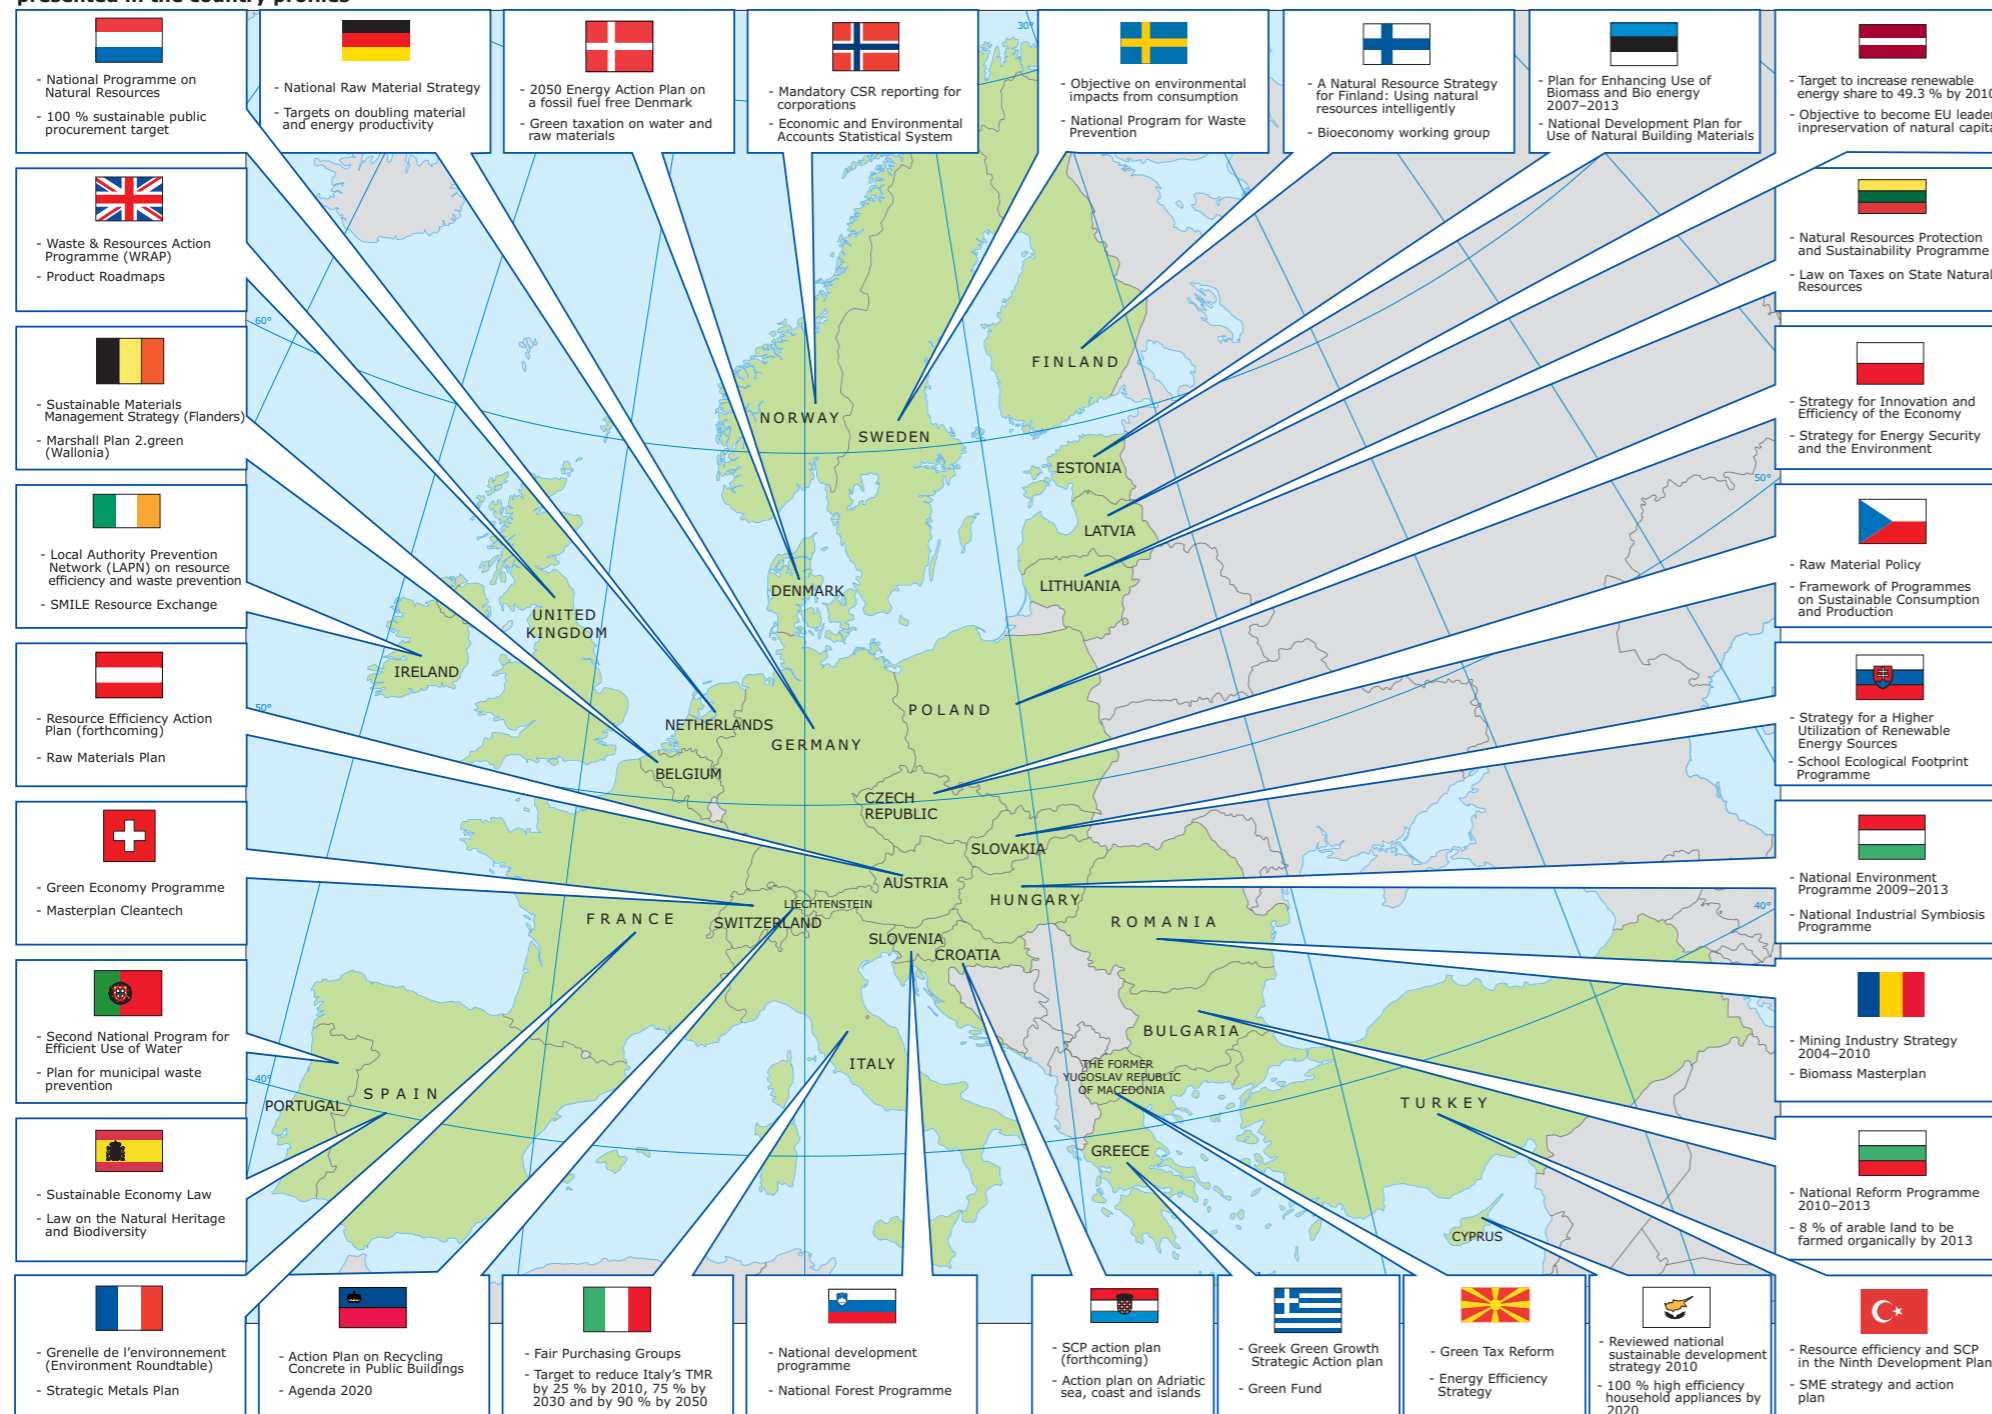 presented in the country profiles
- National Programme on
Natural Resources
- 100 % sustainable public
procurement target
- National Raw Material Strategy
- Targets on doubling material
and energy productivity
- 2050 Energy Action Plan on
a fossil fuel free Denmark
- Green taxation on water and
raw materials
- Mandatory CSR reporting for
corporations
- Economic and Environmental
Accounts Statistical System
- Objective on environmental
impacts from consumption
- National Program for Waste
Prevention
- A Natural Resource Strategy
for Finland: Using natural
resources intelligently
- Bioeconomy working group
- Plan for Enhancing Use of
Biomass and Bio energy
2007–2013
- National Development Plan for
Use of Natural Building Materials
- Target to increase renewable
energy share to 49.3 % by 2010
- Objective to become EU leader
inpreservation of natural capita
- Waste & Resources Action
Programme (WRAP)
- Product Roadmaps
- Natural Resources Protection
and Sustainability Programme
- Law on Taxes on State Natural
Resources
- Sustainable Materials
Management Strategy (Flanders)
- Marshall Plan 2.green
(Wallonia)
- Strategy for Innovation and
Efficiency of the Economy
- Strategy for Energy Security
and the Environment
- Local Authority Prevention
Network (LAPN) on resource
efficiency and waste prevention
- SMILE Resource Exchange
- Raw Material Policy
- Framework of Programmes
on Sustainable Consumption
and Production
- Resource Efficiency Action
Plan (forthcoming)
- Raw Materials Plan
- Strategy for a Higher
Utilization of Renewable
Energy Sources
- School Ecological Footprint
Programme
- Green Economy Programme
- Masterplan Cleantech
- National Environment
Programme 2009–2013
- National Industrial Symbiosis
Programme
- Second National Program for
Efficient Use of Water
- Plan for municipal waste
prevention
- Mining Industry Strategy
2004–2010
- Biomass Masterplan
- Sustainable Economy Law
- Law on the Natural Heritage
and Biodiversity
- National Reform Programme
2010–2013
- 8 % of arable land to be
farmed organically by 2013
- Grenelle de l'environnement
(Environment Roundtable)
- Strategic Metals Plan
- Action Plan on Recycling
Concrete in Public Buildings
- Agenda 2020
- Fair Purchasing Groups
- Target to reduce Italy's TMR
by 25 % by 2010, 75 % by
2030 and by 90 % by 2050
- National development
programme
- National Forest Programme
- SCP action plan
(forthcoming)
- Action plan on Adriatic
sea, coast and islands
- Greek Green Growth
Strategic Action plan
- Green Fund
- Green Tax Reform
- Energy Efficiency
Strategy
- Reviewed national
sustainable development
strategy 2010
- 100 % high efficiency
household appliances by
2020
- Resource efficiency and SCP
in the Ninth Development Plan
- SME strategy and action
plan
30°
60°
50°
50°
40°
40°
FINLAND
NORWAY
SWEDEN
ESTONIA
LATVIA
LITHUANIA
DENMARK
UNITED
KINGDOM
IRELAND
NETHERLANDS
POLAND
GERMANY
BELGIUM
CZECH
REPUBLIC
SLOVAKIA
AUSTRIA
HUNGARY
LIECHTENSTEIN
SWITZERLAND
FRANCE
ROMANIA
SLOVENIA
CROATIA
BULGARIA
ITALY
THE FORMER
YUGOSLAV REPUBLIC
OF MACEDONIA
SPAIN
PORTUGAL
TURKEY
GREECE
CYPRUS